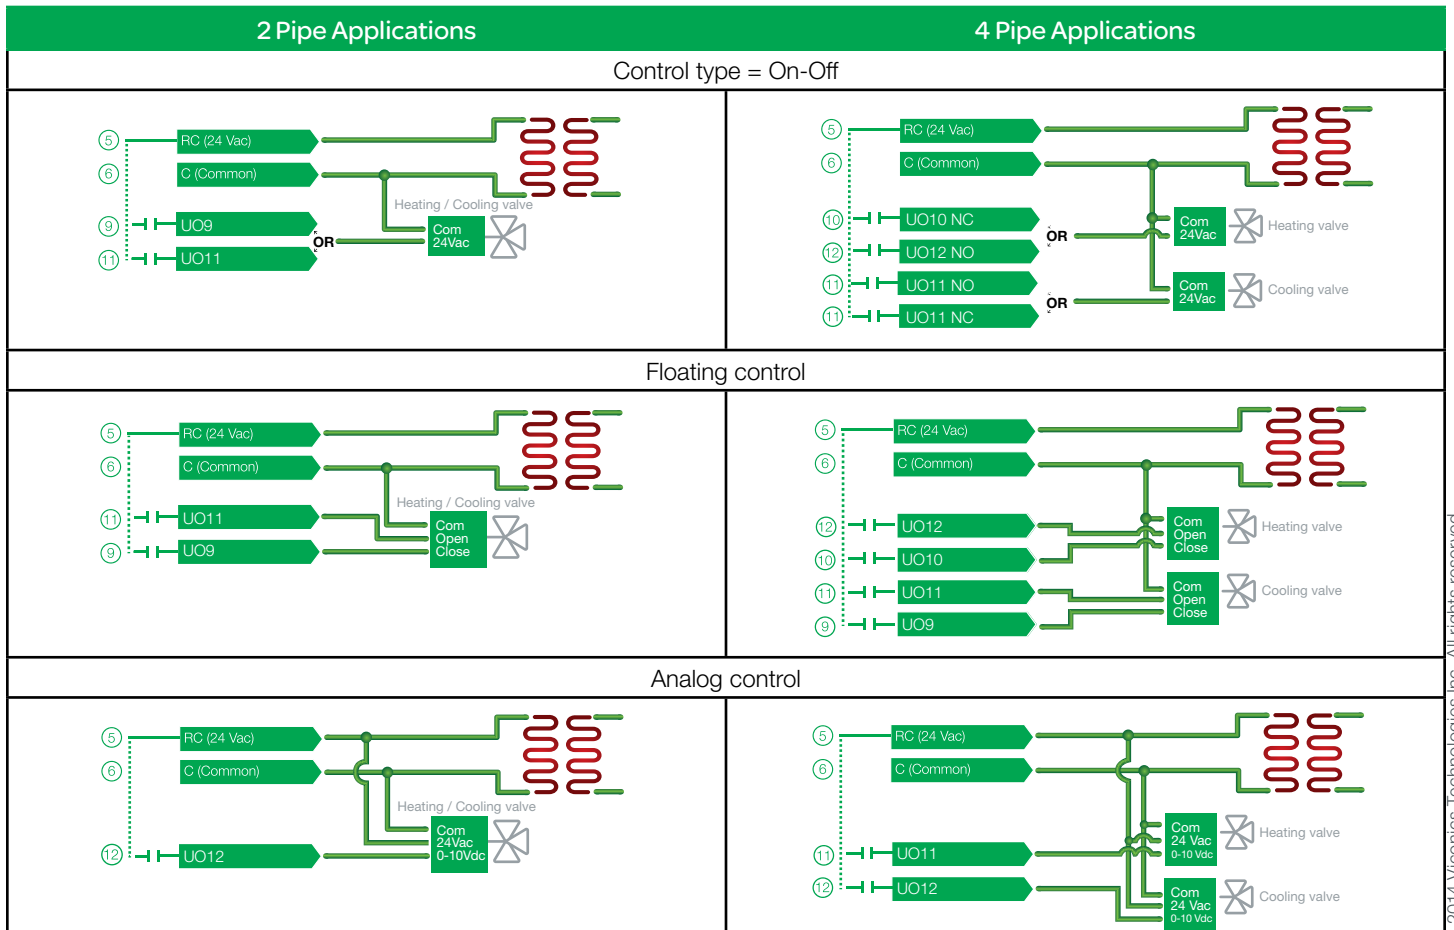 2 Pipe Applications
4 Pipe Applications
Control type = On-Off
5
RC (24 Vac)
6
C (Common)
Heating / Cooling valve
9
UO9
OR
Com
24Vac
11
UO11
5
RC (24 Vac)
6
C (Common)
10
UO10 NC
OR
Com
24Vac
Heating valve
12
UO12 NO
11
UO11 NO
OR
Com
24Vac
Cooling valve
11
UO11 NC
Floating control
5
RC (24 Vac)
6
C (Common)
Heating / Cooling valve
11
UO11
Com
Open
Close
9
UO9
5
RC (24 Vac)
6
C (Common)
12
UO12
Com
Open
Close
Heating valve
10
UO10
11
UO11
Com
Open
Close
Cooling valve
9
UO9
Analog control
5
RC (24 Vac)
6
C (Common)
Heating / Cooling valve
Com
24Vac
0-10Vdc
12
UO12
5
RC (24 Vac)
6
C (Common)
Com
24 Vac
0-10 Vdc
Heating valve
11
UO11
12
UO12
Com
24 Vac
0-10 Vdc
Cooling valve
2014 Viconics Technologies Inc. All rights reserved